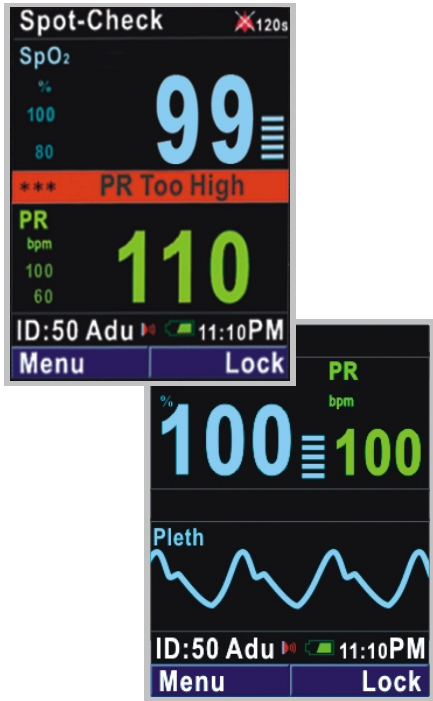 Spot-Check 120s
SpO₂
%
100
80
99
*** PR Too High
PR
bpm
100
60
110
ID:50 Adu 11:10PM
Menu Lock
PR
% bpm
100 100
Pleth
ID:50 Adu 11:10PM
Menu Lock